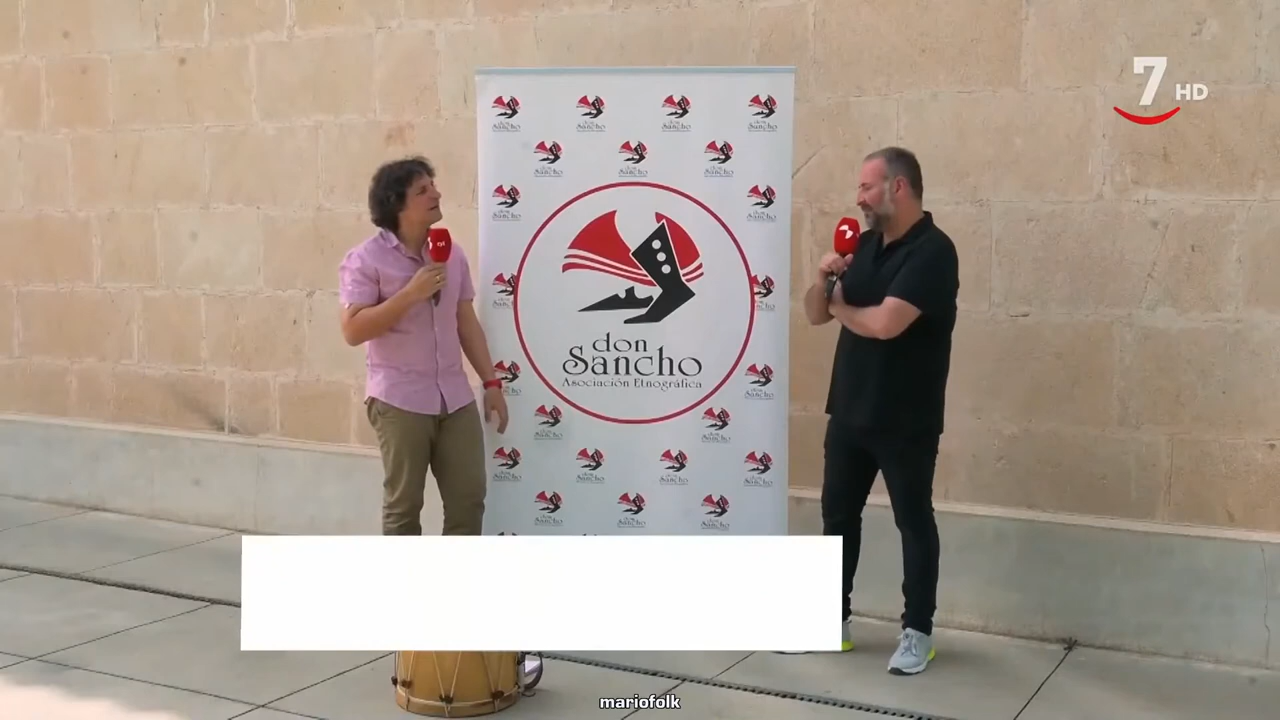 7 HD
don
Sancho
Asociación Etnográfica
mariofolk